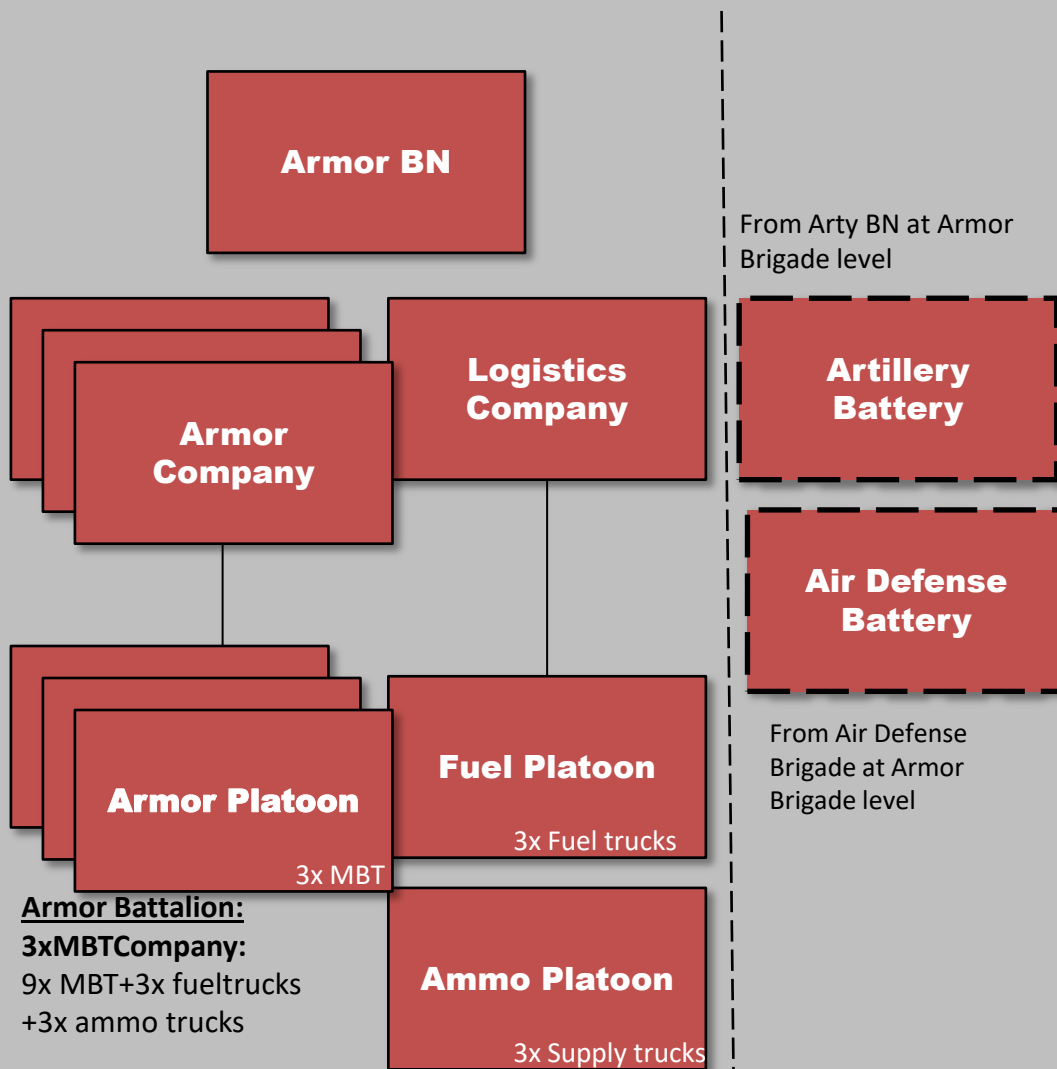 Armor BN
From Arty BN at Armor
Brigade level
Armor
Company
Logistics
Company
Artillery
Battery
Air Defense
Battery
From Air Defense
Brigade at Armor
Brigade level
Armor Platoon
3x MBT
Fuel Platoon
3x Fuel trucks
Armor Battalion:
3xMBTCompany:
9x MBT+3x fueltrucks
+3x ammo trucks
Ammo Platoon
3x Supply trucks